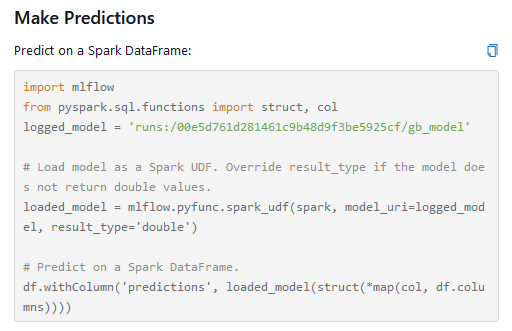 Make Predictions
Predict on a Spark DataFrame:
import mlflow
from pyspark.sql.functions import struct, col
logged_model = 'runs:/00e5d761d281461c9b48d9f3be5925cf/gb_model'
# Load model as a Spark UDF. Override result_type if the model doe
s not return double values.
loaded_model = mlflow.pyfunc.spark_udf(spark, model_uri=logged_mod
el, result_type='double')
# Predict on a Spark DataFrame.
df.withColumn('predictions', loaded_model(struct(*map(col, df.colu
mns))))